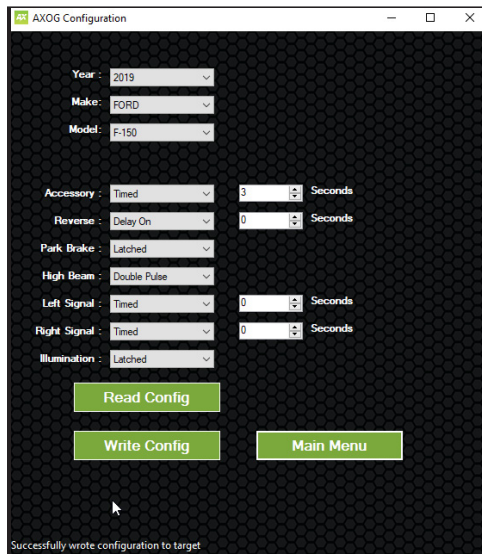 AX AXOG Configuration
Year : 2019
Make: FORD
Model: F-150
Accessory : Timed 3 Seconds
Reverse : Delay On 0 Seconds
Park Brake : Latched
High Beam : Double Pulse
Left Signal : Timed 0 Seconds
Right Signal : Timed 0 Seconds
Illumination : Latched
Read Config
Write Config Main Menu
Successfully wrote configuration to target